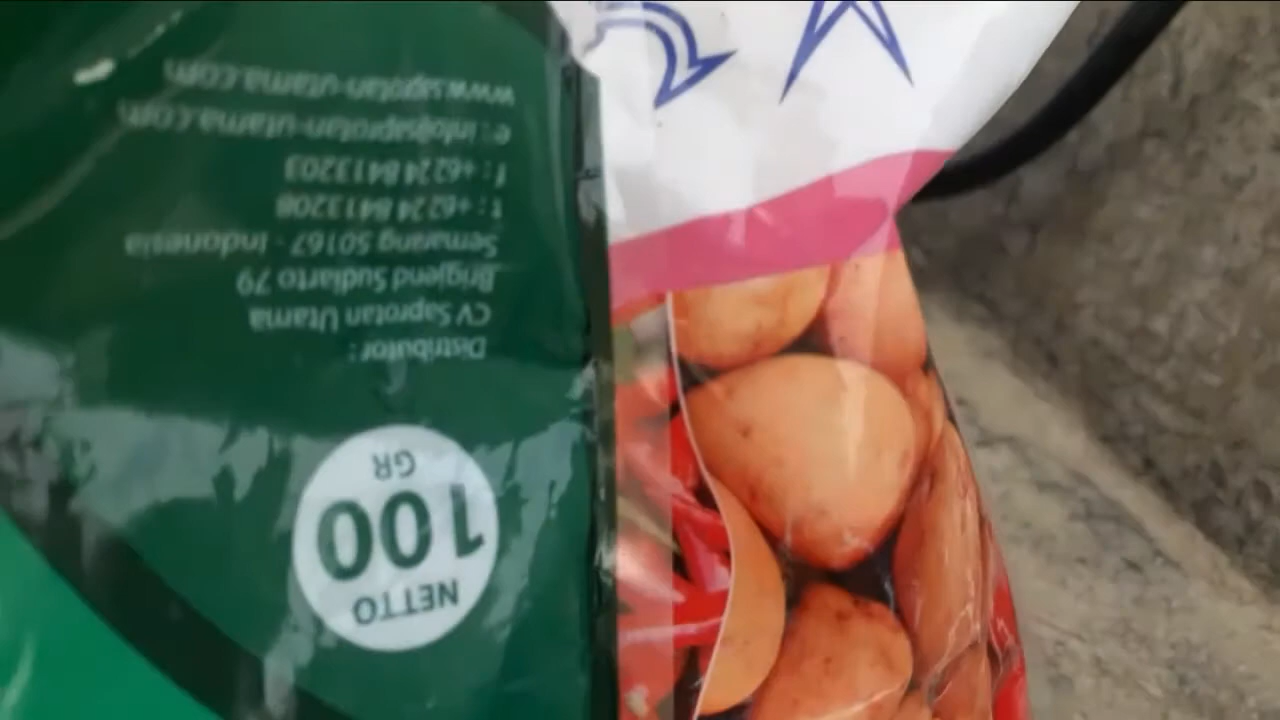 NETTO
100
GR
Distributor :
CV Saprotan Utama
Brigjend Sudiarto 79
Semarang 50167 - Indonesia
t : +6224 8413208
f : +6224 8413203
e : info@saprotan-utama.com
www.saprotan-utama.com